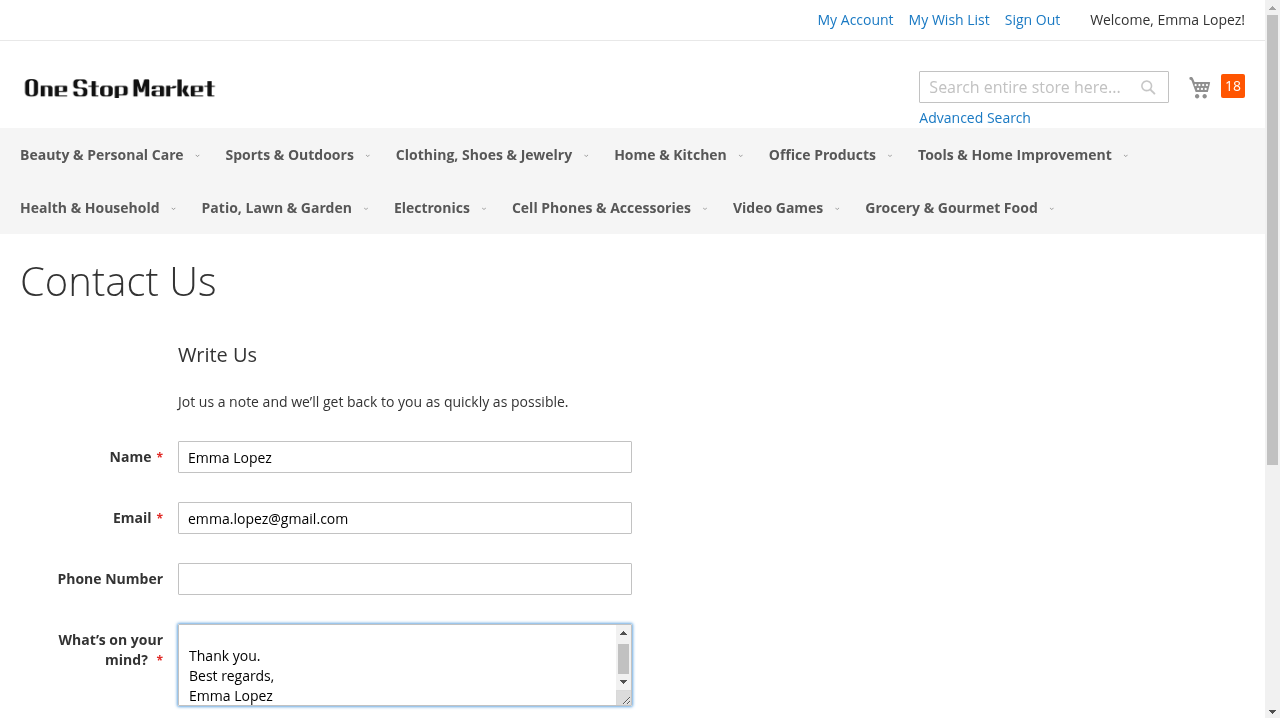 My Account My Wish List Sign Out Welcome, Emma Lopez!
One Stop Market
Search entire store here...
18
Advanced Search
Beauty & Personal Care Sports & Outdoors Clothing, Shoes & Jewelry Home & Kitchen Office Products Tools & Home Improvement
Health & Household Patio, Lawn & Garden Electronics Cell Phones & Accessories Video Games Grocery & Gourmet Food
Contact Us
Write Us
Jot us a note and we’ll get back to you as quickly as possible.
Name *
Emma Lopez
Email *
emma.lopez@gmail.com
Phone Number
What’s on your
mind? *
Thank you.
Best regards,
Emma Lopez